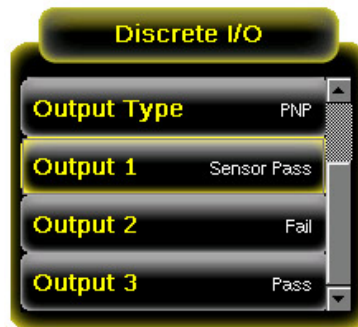 Discrete I/O
Output Type PNP
Output 1 Sensor Pass
Output 2 Fail
Output 3 Pass